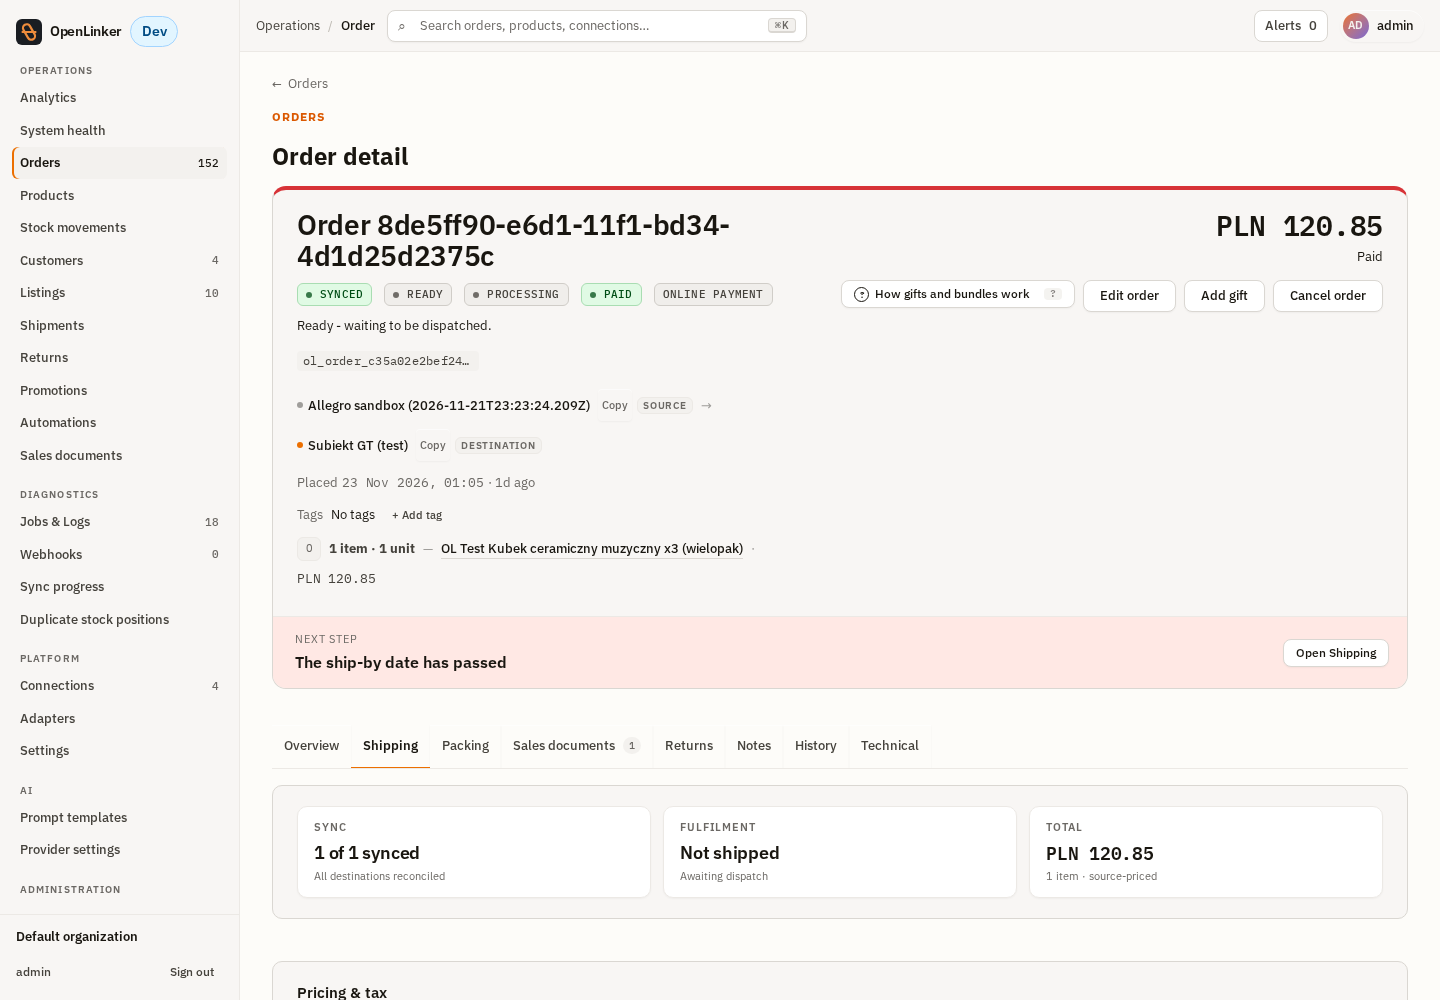 OpenLinker Dev
OPERATIONS
Analytics
System health
Orders 152
Products
Stock movements
Customers 4
Listings 10
Shipments
Returns
Promotions
Automations
Sales documents
DIAGNOSTICS
Jobs & Logs 18
Webhooks 0
Sync progress
Duplicate stock positions
PLATFORM
Connections 4
Adapters
Settings
AI
Prompt templates
Provider settings
ADMINISTRATION
Default organization
admin Sign out
Operations / Order
Search orders, products, connections... ⌘K
Alerts 0
AD admin
← Orders
ORDERS
Order detail
Order 8de5ff90-e6d1-11f1-bd34-
4d1d25d2375c
PLN 120.85
Paid
SYNCED READY PROCESSING PAID ONLINE PAYMENT
? How gifts and bundles work ? Edit order Add gift Cancel order
Ready - waiting to be dispatched.
ol_order_c35a02e2bef24…
Allegro sandbox (2026-11-21T23:23:24.209Z) Copy SOURCE →
Subiekt GT (test) Copy DESTINATION
Placed 23 Nov 2026, 01:05 · 1d ago
Tags No tags + Add tag
O 1 item · 1 unit — OL Test Kubek ceramiczny muzyczny x3 (wielopak) ·
PLN 120.85
NEXT STEP
The ship-by date has passed
Open Shipping
Overview Shipping Packing Sales documents 1 Returns Notes History Technical
SYNC
1 of 1 synced
All destinations reconciled
FULFILMENT
Not shipped
Awaiting dispatch
TOTAL
PLN 120.85
1 item · source-priced
Pricing & tax